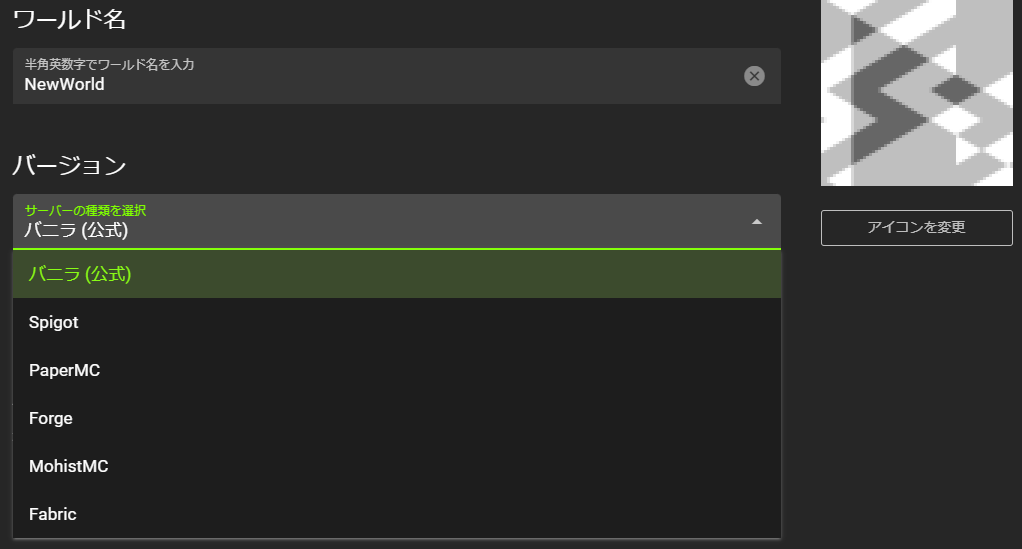 ワールド名
半角英数字でワールド名を入力
NewWorld
バージョン
サーバーの種類を選択
バニラ (公式)
バニラ (公式)
Spigot
PaperMC
Forge
MohistMC
Fabric
アイコンを変更